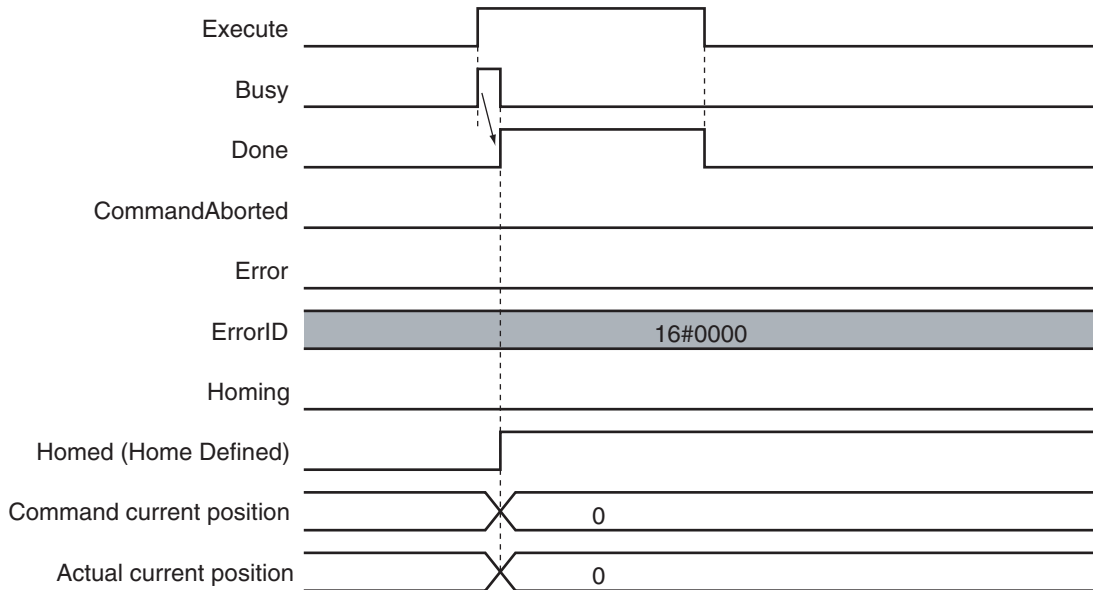 Execute
Busy
Done
CommandAborted
Error
ErrorID
16#0000
Homing
Homed (Home Defined)
Command current position
0
Actual current position
0